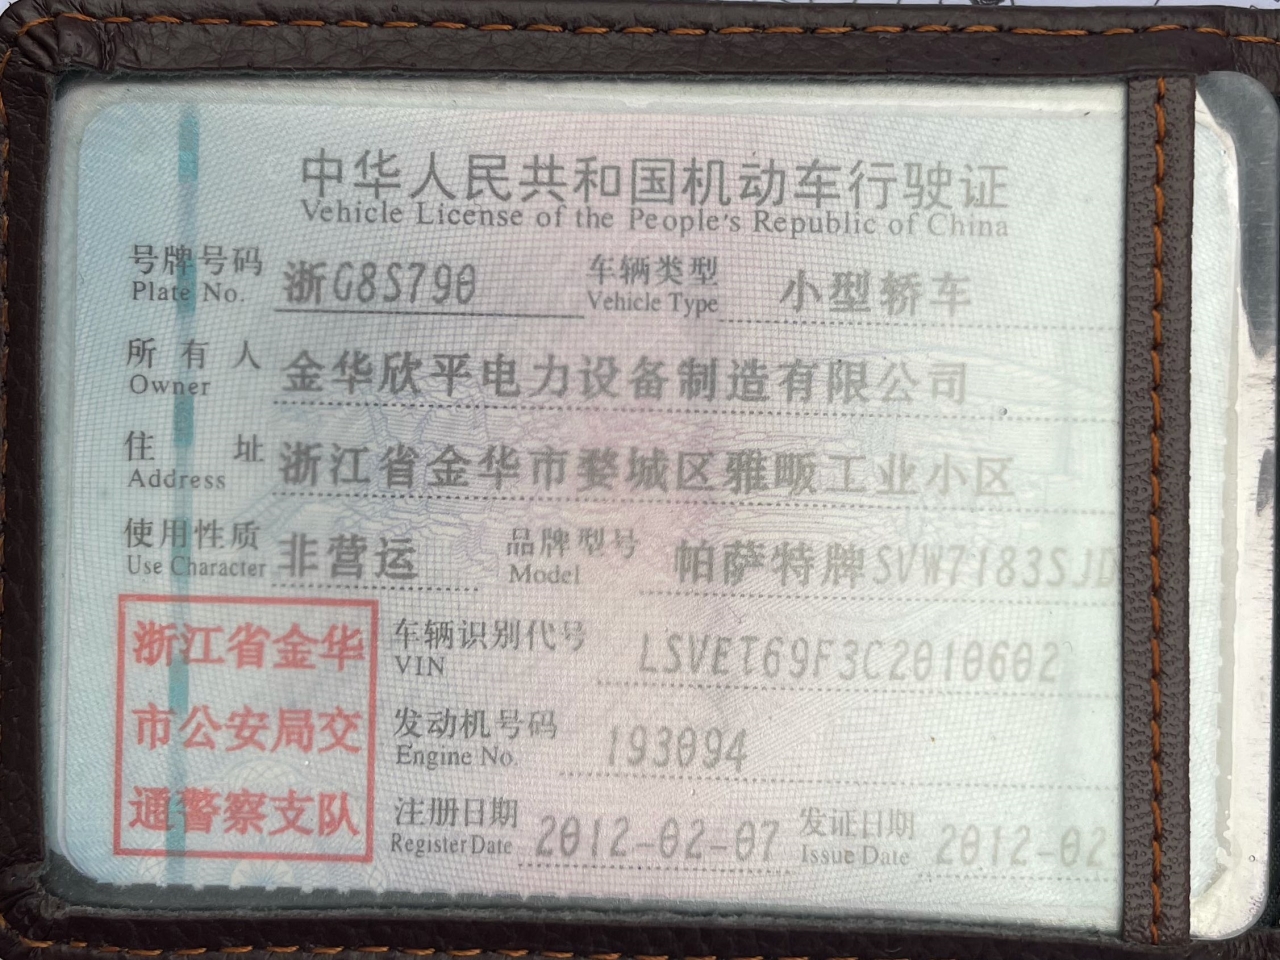 中华人民共和国机动车行驶证
Vehicle License of the People's Republic of China
号牌号码 浙G8S790 车辆类型 小型轿车
Plate No. Vehicle Type
所有人 金华欣平电力设备制造有限公司
Owner
住址 浙江省金华市婺城区雅畈工业小区
Address
使用性质 非营运 品牌型号 帕萨特牌SVW7183SJD
Use Character Model
浙江省金华
市公安局交
通警察支队
车辆识别代号 LSVET69F3C2010602
VIN
发动机号码 193094
Engine No.
注册日期 2012-02-07 发证日期 2012-02
Register Date Issue Date